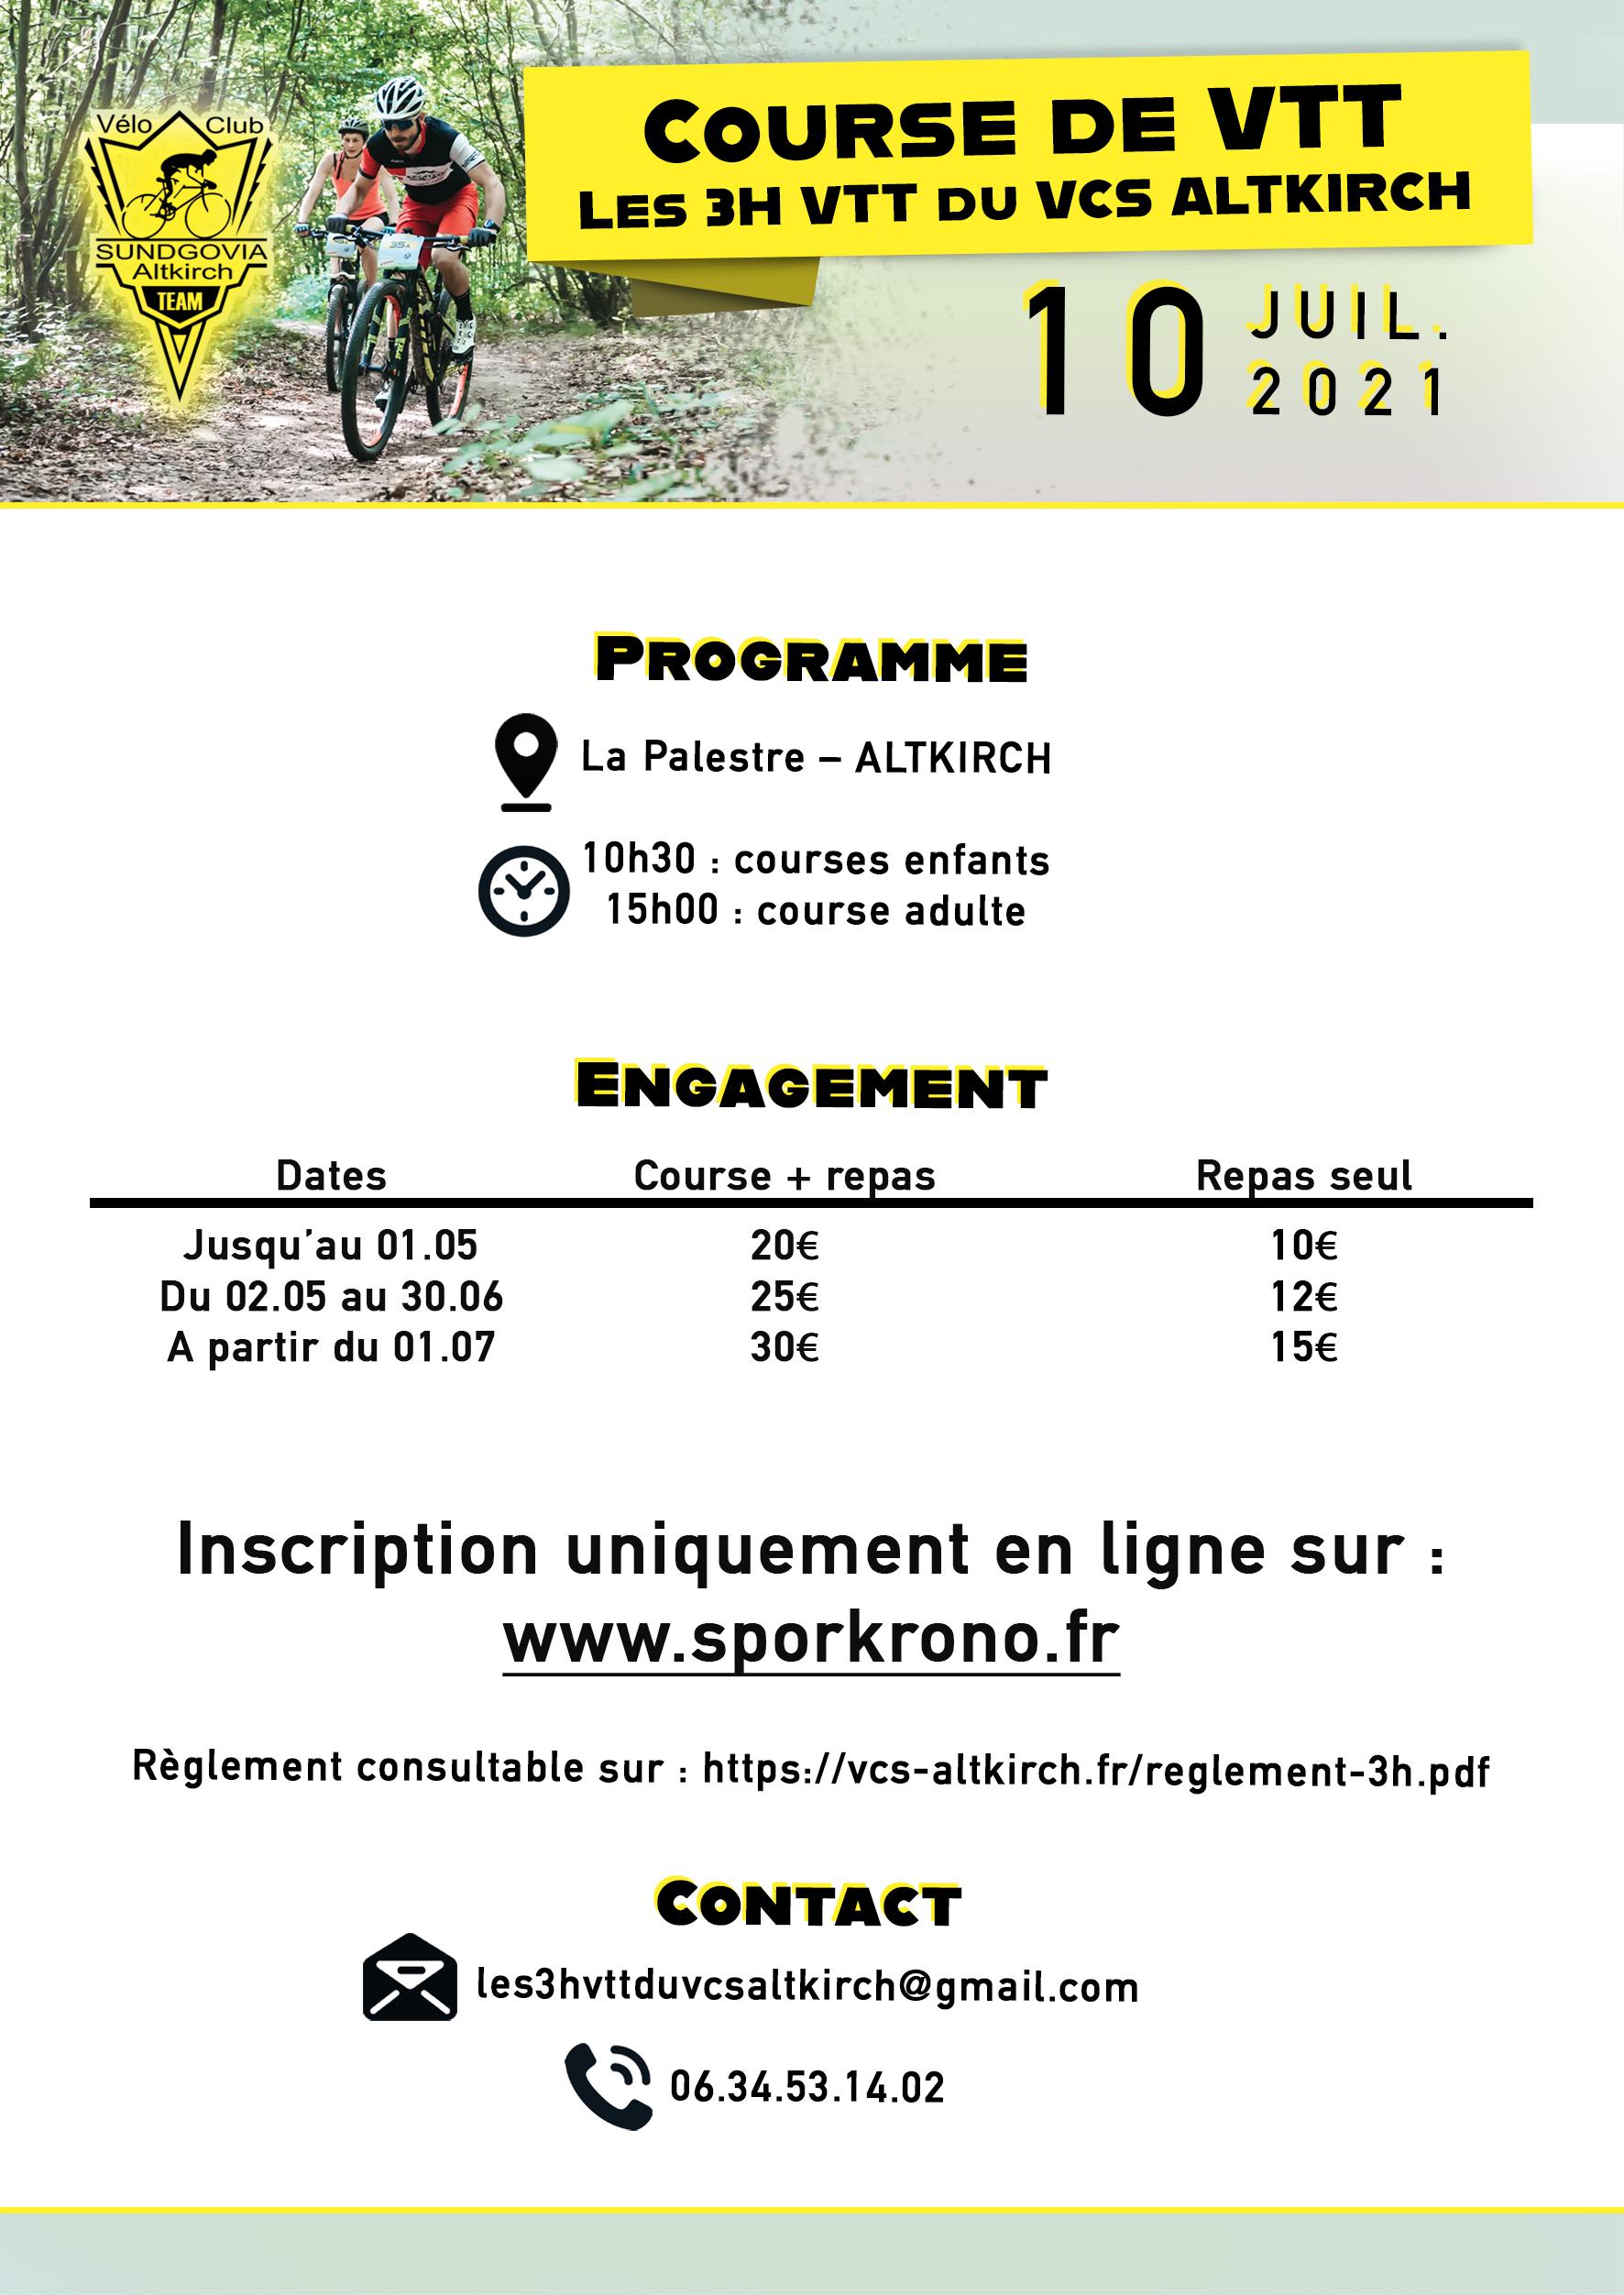 Vélo Club
SUNDGOVIA
Altkirch
TEAM
COURSE DE VTT
LES 3H VTT DU VCS ALTKIRCH
10 JUIL.
2021
35A
PROGRAMME
La Palestre – ALTKIRCH
10h30 : courses enfants
15h00 : course adulte
ENGAGEMENT
Dates Course + repas Repas seul
Jusqu’au 01.05 20€ 10€
Du 02.05 au 30.06 25€ 12€
A partir du 01.07 30€ 15€
Inscription uniquement en ligne sur :
www.sporkrono.fr
Règlement consultable sur : https://vcs-altkirch.fr/reglement-3h.pdf
CONTACT
les3hvttduvcsaltkirch@gmail.com
06.34.53.14.02